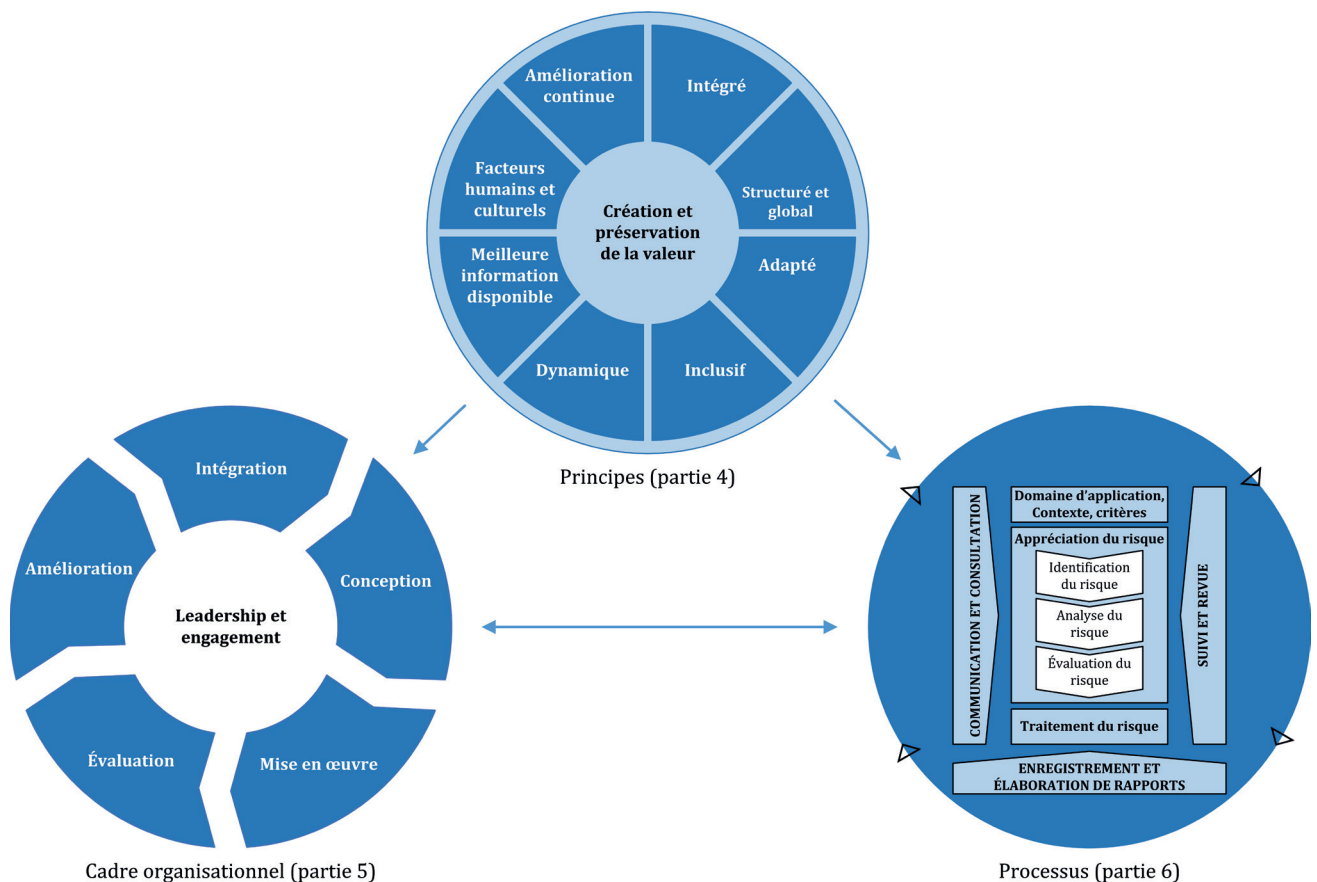 Amélioration
continue
Intégré
Facteurs
humains et
culturels
Structuré et
global
Création et
préservation
de la valeur
Meilleure
information
disponible
Adapté
Dynamique
Inclusif
Principes (partie 4)
Intégration
Amélioration
Conception
Leadership et
engagement
Évaluation
Mise en œuvre
Cadre organisationnel (partie 5)
COMMUNICATION ET CONSULTATION
Domaine d'application,
Contexte, critères
Appréciation du risque
Identification
du risque
Analyse du
risque
Évaluation du
risque
Traitement du risque
SUIVI ET REVUE
ENREGISTREMENT ET
ÉLABORATION DE RAPPORTS
Processus (partie 6)